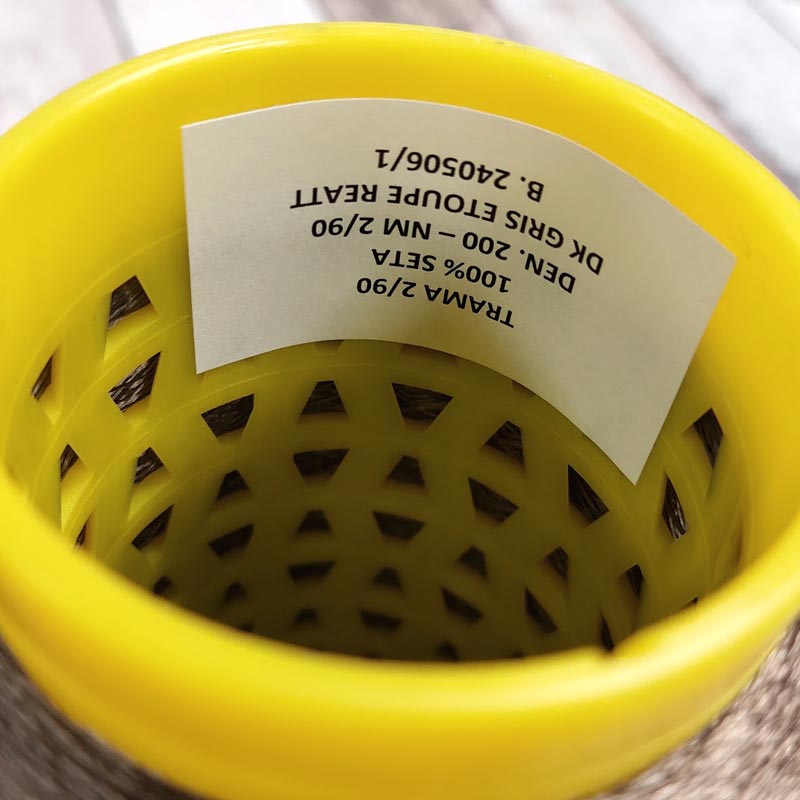 TRAMA 2/90
100% SETA
DEN. 200 – NM 2/90
DK GRIS ETOUPE REATT
B. 240506/1